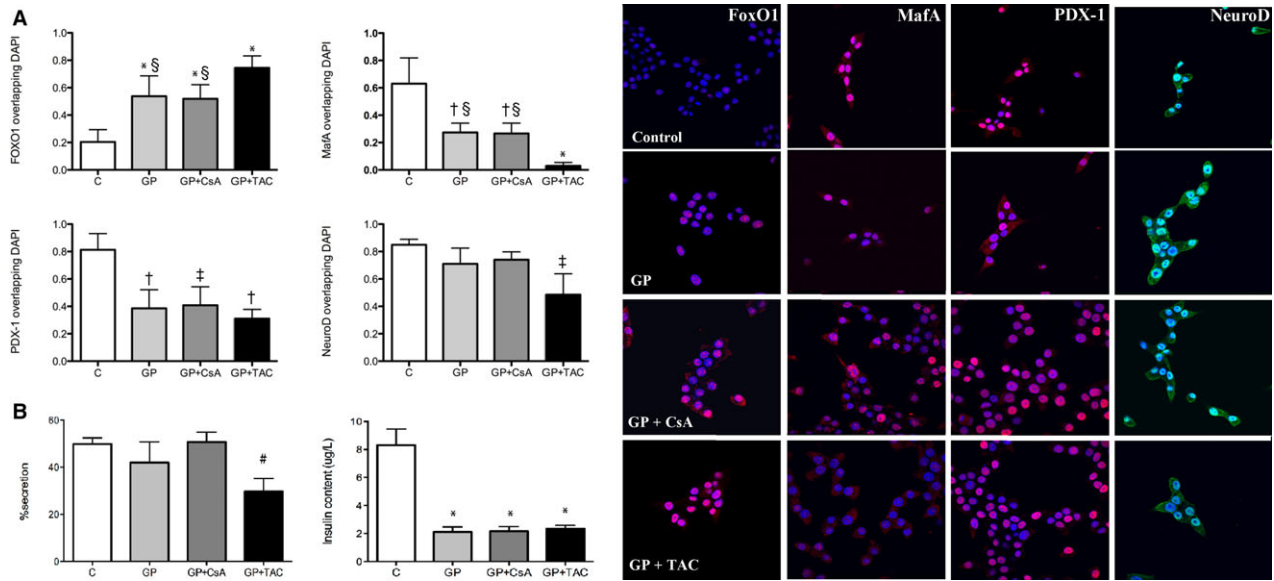 A
FOXO1 overlapping DAPI
1.0
0.8
0.6
0.4
0.2
0.0
* §
* §
*
C
GP
GP+CsA
GP+TAC
MafA overlapping DAPI
1.0
0.8
0.6
0.4
0.2
0.0
† §
† §
*
C
GP
GP+CsA
GP+TAC
PDX-1 overlapping DAPI
1.0
0.8
0.6
0.4
0.2
0.0
†
‡
†
C
GP
GP+CsA
GP+TAC
NeuroD overlapping DAPI
1.0
0.8
0.6
0.4
0.2
0.0
‡
C
GP
GP+CsA
GP+TAC
B
%secretion
60
40
20
0
#
C
GP
GP+CsA
GP+TAC
Insulin content (ug/L)
10
8
6
4
2
0
*
*
*
C
GP
GP+CsA
GP+TAC
FoxO1
MafA
PDX-1
NeuroD
Control
GP
GP + CsA
GP + TAC